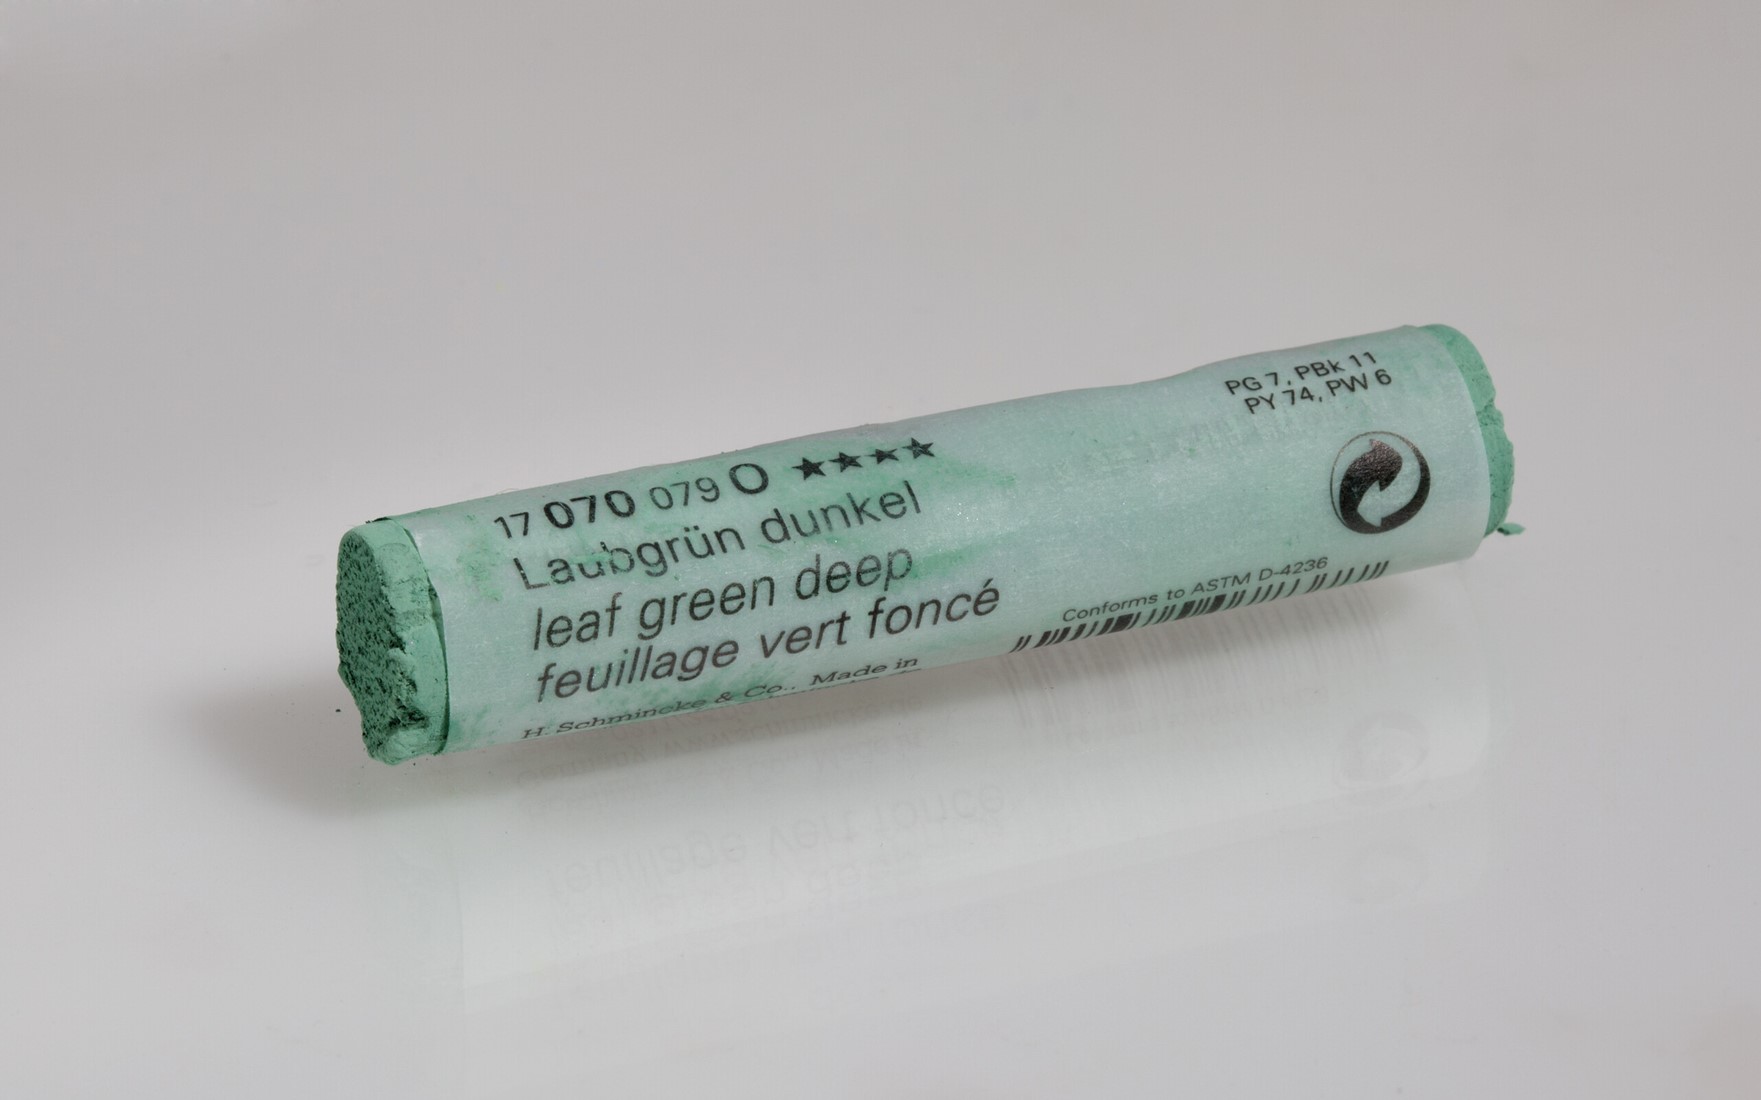 17 070 079 O ★★★★
Laubgrün dunkel
leaf green deep
feuillage vert foncé
H. Schmincke & Co., Made in
PG 7, PBk 11
PY 74, PW 6
Conforms to ASTM D-4236